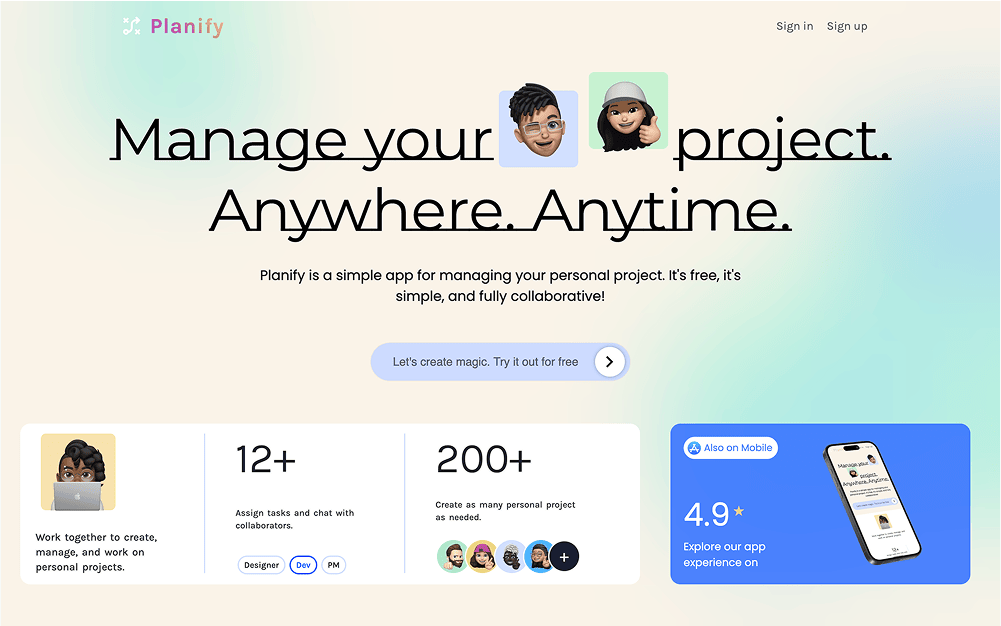 Planify
Sign in
Sign up
Manage your project.
Anywhere. Anytime.
Planify is a simple app for managing your personal project. It's free, it's
simple, and fully collaborative!
Let's create magic. Try it out for free
Work together to create,
manage, and work on
personal projects.
12+
Assign tasks and chat with
collaborators.
Designer
Dev
PM
200+
Create as many personal project
as needed.
+
Also on Mobile
4.9
Explore our app
experience on
Manage your
project.
Anywhere. Anytime.
12+